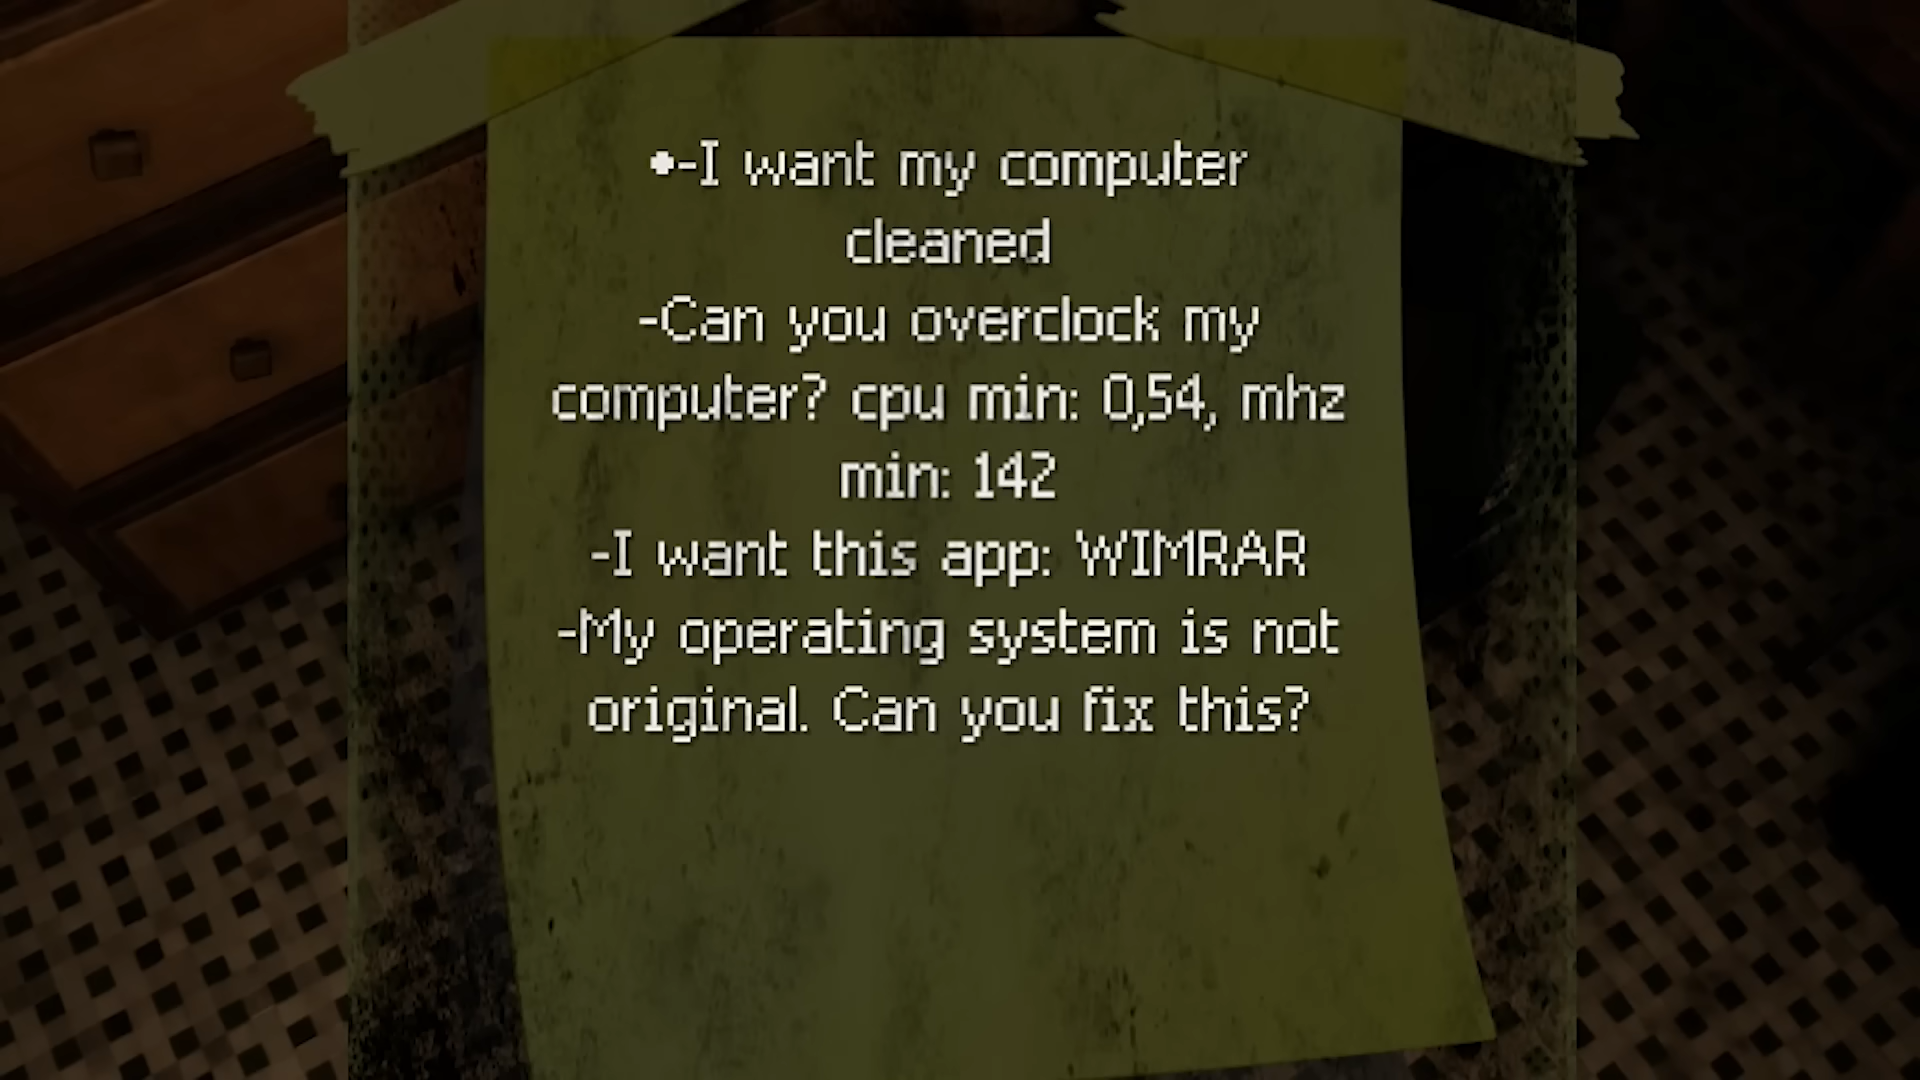 •-I want my computer
cleaned
-Can you overclock my
computer? cpu min: 0,54, mhz
min: 142
-I want this app: WIMRAR
-My operating system is not
original. Can you fix this?